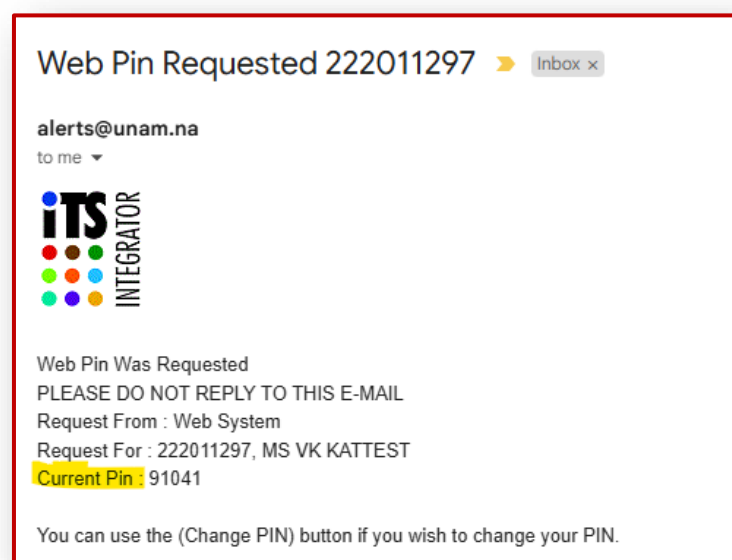 Web Pin Requested 222011297 Inbox ×
alerts@unam.na
to me
iTS
INTEGRATOR
Web Pin Was Requested
PLEASE DO NOT REPLY TO THIS E-MAIL
Request From : Web System
Request For : 222011297, MS VK KATTEST
Current Pin : 91041
You can use the (Change PIN) button if you wish to change your PIN.